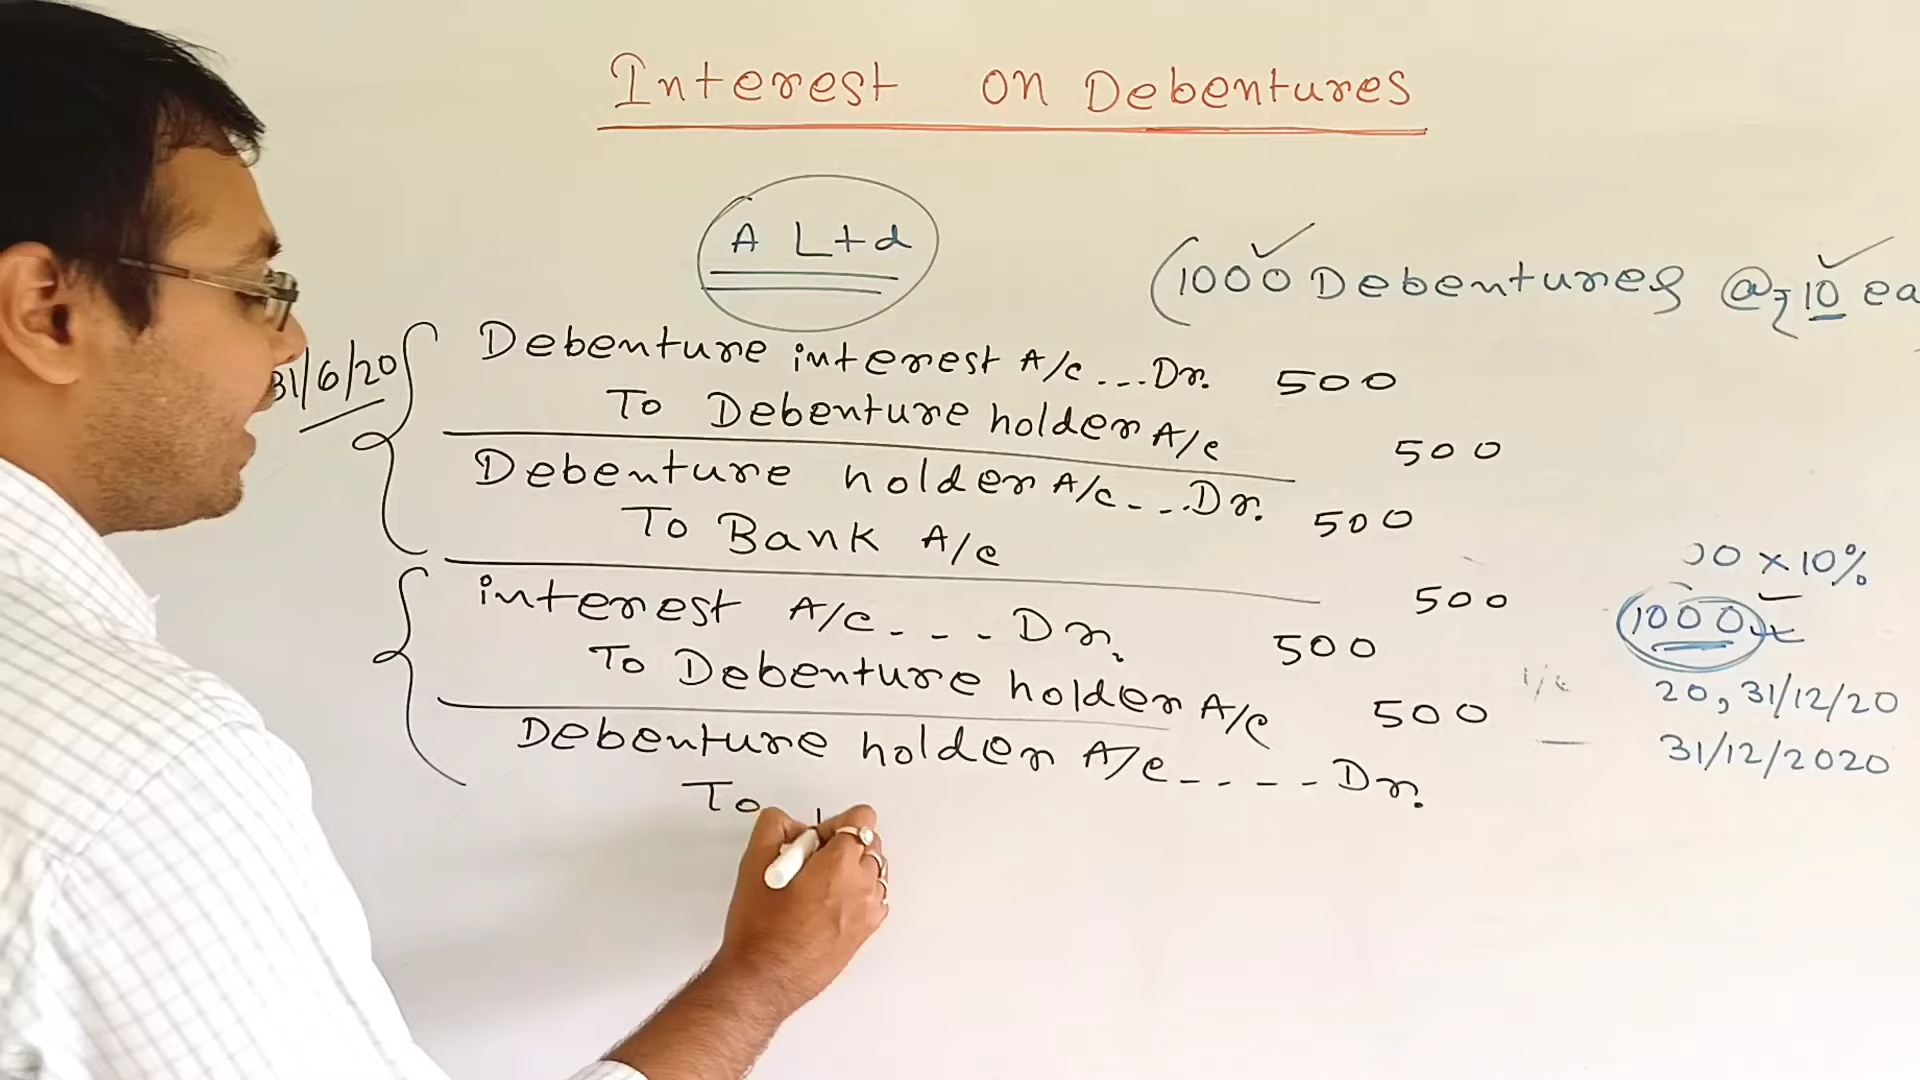 Interest on Debentures
A Ltd
(1000 Debentures @ ₹10 ea
31/6/20
Debenture interest A/c ... Dr. 500
To Debenture holder A/c 500
Debenture holder A/c - - .. Dr. 500
To Bank A/c 500
interest A/c - - - Dr. 500
To Debenture holder A/c 500
Debenture holder A/c - - - - Dr.
To
00 × 10%
1000
20, 31/12/20
31/12/2020